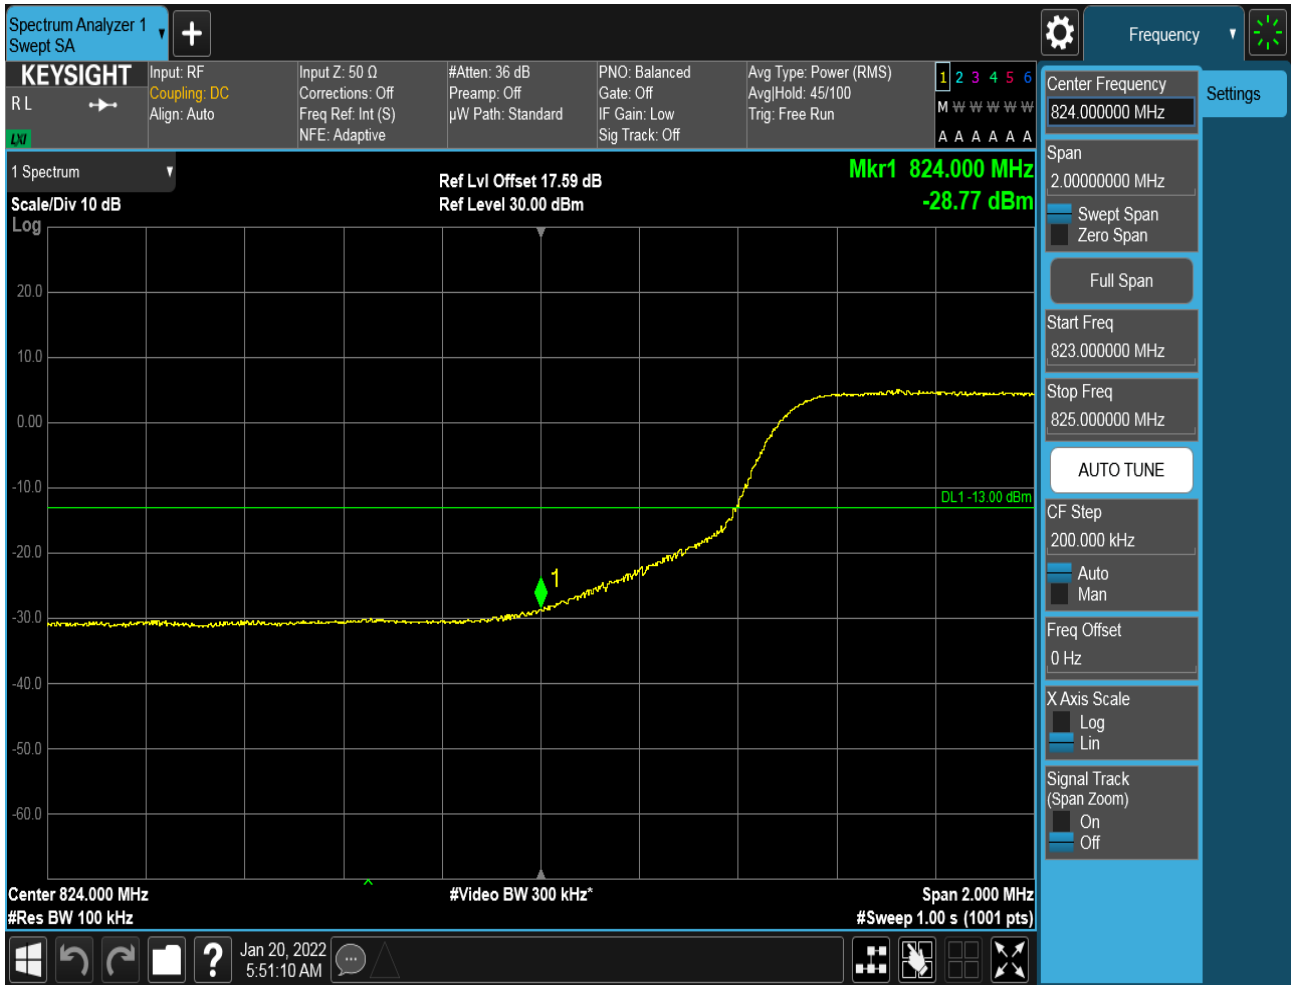 Spectrum Analyzer 1
Swept SA
Frequency
KEYSIGHT
R L
LXI
Input: RF
Coupling: DC
Align: Auto
Input Z: 50 Ω
Corrections: Off
Freq Ref: Int (S)
NFE: Adaptive
#Atten: 36 dB
Preamp: Off
µW Path: Standard
PNO: Balanced
Gate: Off
IF Gain: Low
Sig Track: Off
Avg Type: Power (RMS)
Avg|Hold: 45/100
Trig: Free Run
1 2 3 4 5 6
M W W W W W
A A A A A A
1 Spectrum
Scale/Div 10 dB
Log
Ref Lvl Offset 17.59 dB
Ref Level 30.00 dBm
Mkr1 824.000 MHz
-28.77 dBm
20.0
10.0
0.00
-10.0
-20.0
-30.0
-40.0
-50.0
-60.0
DL1 -13.00 dBm
1
Center 824.000 MHz
#Res BW 100 kHz
#Video BW 300 kHz*
Span 2.000 MHz
#Sweep 1.00 s (1001 pts)
Jan 20, 2022
5:51:10 AM
?
Center Frequency
824.000000 MHz
Settings
Span
2.00000000 MHz
Swept Span
Zero Span
Full Span
Start Freq
823.000000 MHz
Stop Freq
825.000000 MHz
AUTO TUNE
CF Step
200.000 kHz
Auto
Man
Freq Offset
0 Hz
X Axis Scale
Log
Lin
Signal Track
(Span Zoom)
On
Off